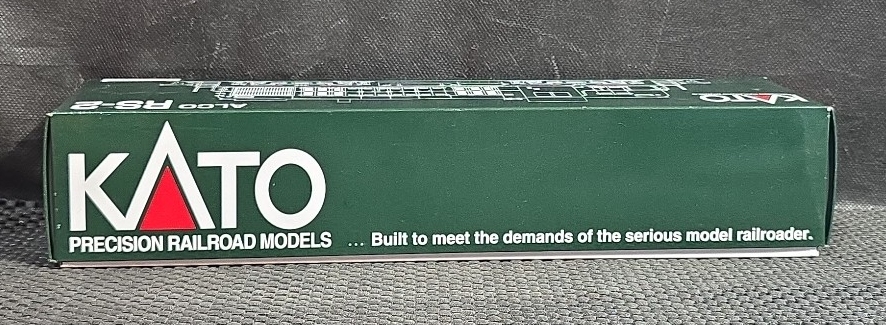 ALCO RS-2
KATO
KATO
PRECISION RAILROAD MODELS ... Built to meet the demands of the serious model railroader.